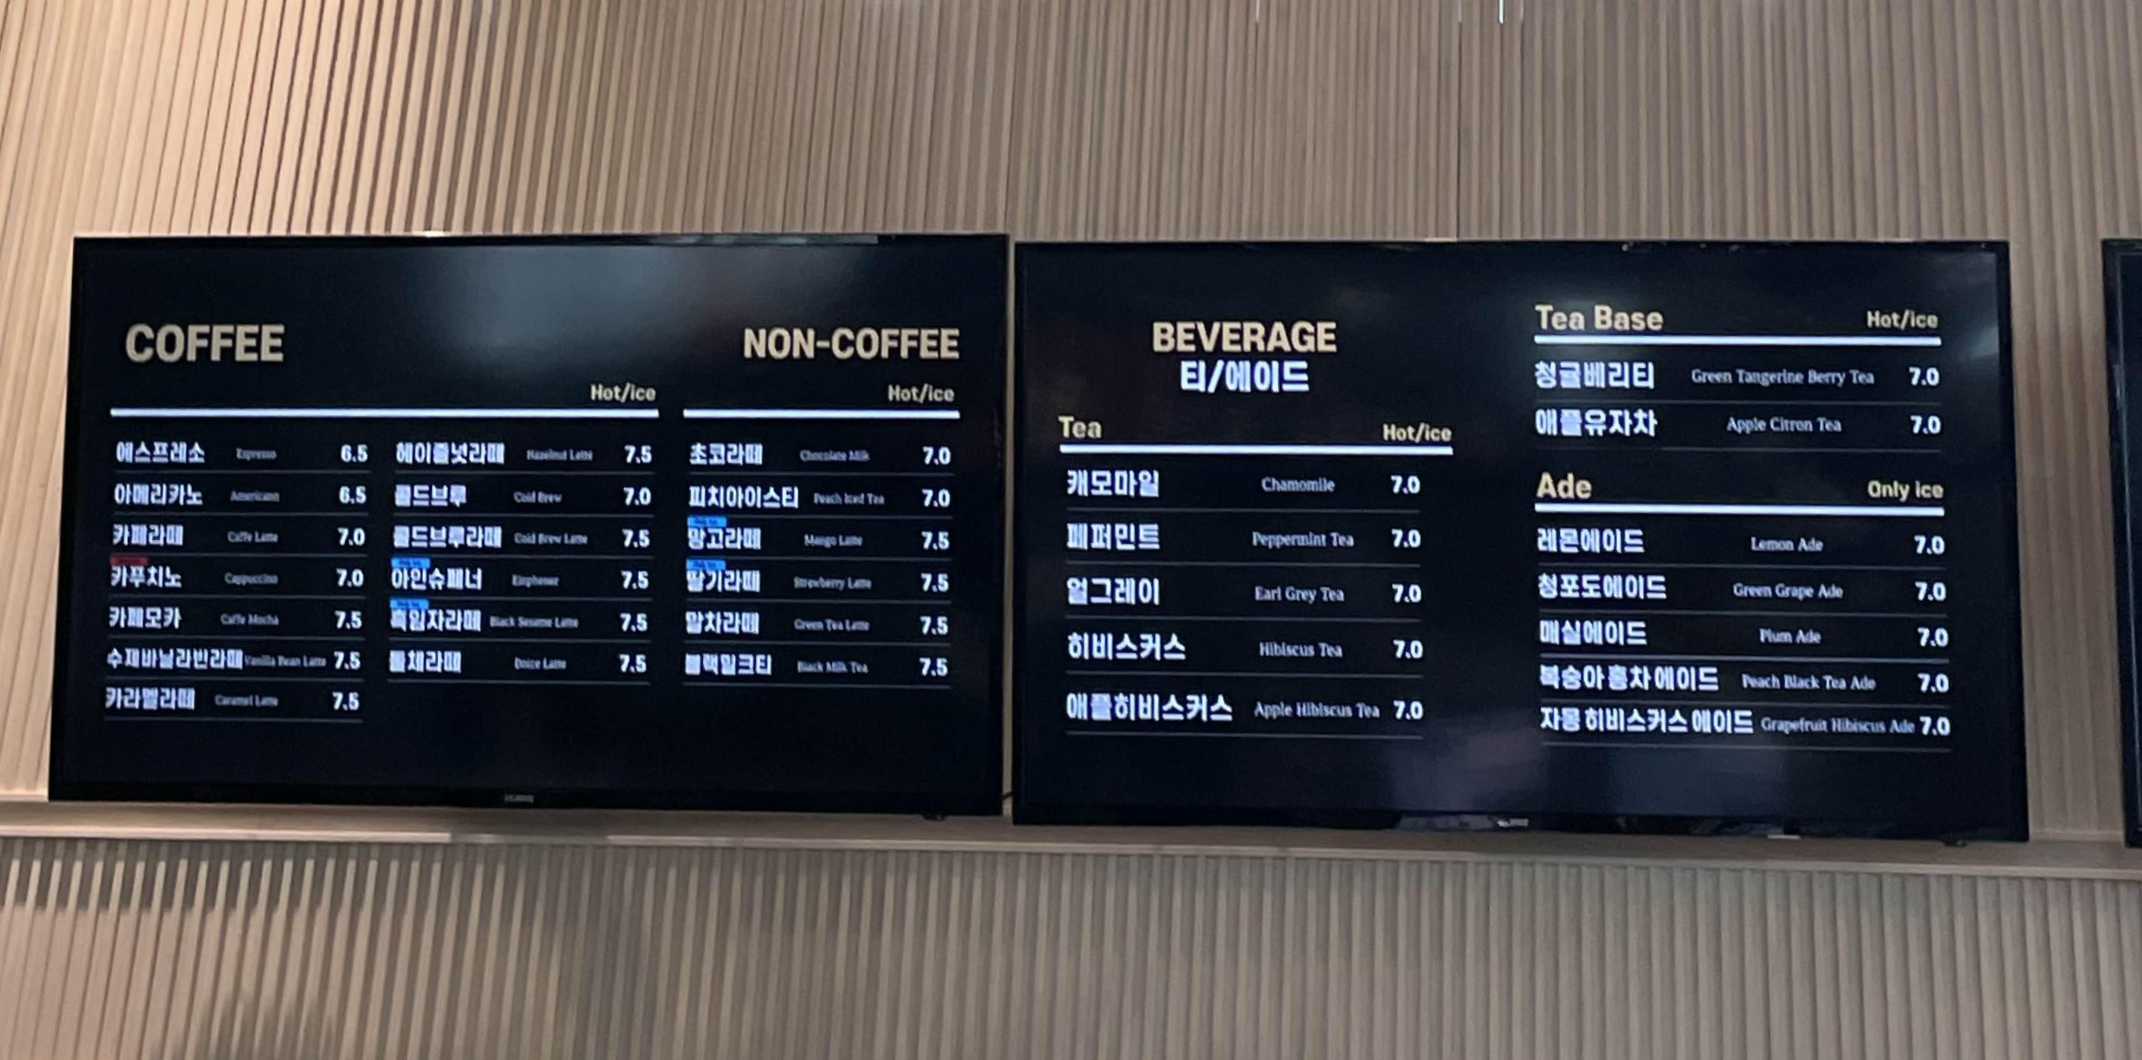 COFFEE
Hot/ice
에스프레소 Espresso 6.5
아메리카노 Americano 6.5
카페라떼 Caffe Latte 7.0
카푸치노 Cappuccino 7.0
카페모카 Caffe Mocha 7.5
수제바닐라빈라떼 Vanilla Bean Latte 7.5
카라멜라떼 Caramel Latte 7.5
헤이즐넛라떼 Hazelnut Latte 7.5
콜드브루 Cold Brew 7.0
콜드브루라떼 Cold Brew Latte 7.5
아인슈페너 7.5
흑임자라떼 Black Sesame Latte 7.5
돌체라떼 Dolce Latte 7.5
NON-COFFEE
Hot/ice
초코라떼 Chocolate Milk 7.0
피치아이스티 Peach Iced Tea 7.0
망고라떼 Mango Latte 7.5
딸기라떼 Strawberry Latte 7.5
말차라떼 Green Tea Latte 7.5
블랙밀크티 Black Milk Tea 7.5
BEVERAGE
티/에이드
Tea Hot/ice
캐모마일 Chamomile 7.0
페퍼민트 Peppermint Tea 7.0
얼그레이 Earl Grey Tea 7.0
히비스커스 Hibiscus Tea 7.0
애플히비스커스 Apple Hibiscus Tea 7.0
Tea Base Hot/ice
청귤베리티 Green Tangerine Berry Tea 7.0
애플유자차 Apple Citron Tea 7.0
Ade Only ice
레몬에이드 Lemon Ade 7.0
청포도에이드 Green Grape Ade 7.0
매실에이드 Plum Ade 7.0
복숭아 홍차 에이드 Peach Black Tea Ade 7.0
자몽 히비스커스 에이드 Grapefruit Hibiscus Ade 7.0